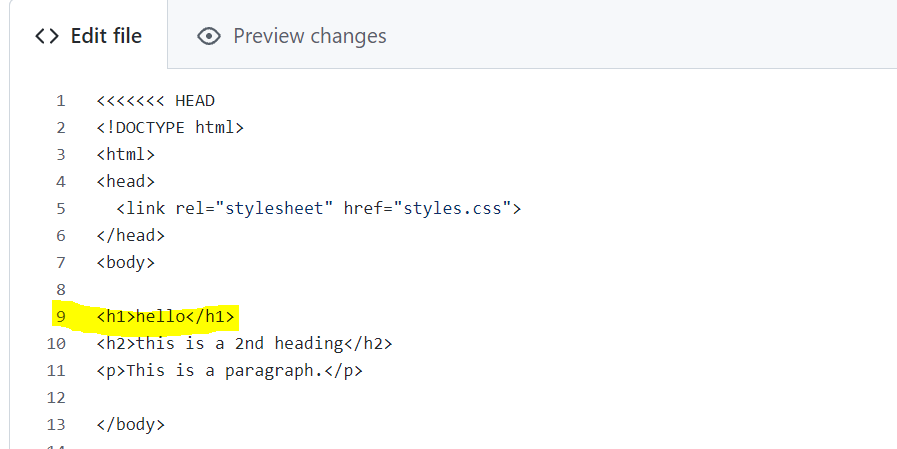 <> Edit file Preview changes
1 <<<<<<< HEAD
2 <!DOCTYPE html>
3 <html>
4 <head>
5   <link rel="stylesheet" href="styles.css">
6 </head>
7 <body>
8
9 <h1>hello</h1>
10 <h2>this is a 2nd heading</h2>
11 <p>This is a paragraph.</p>
12
13 </body>